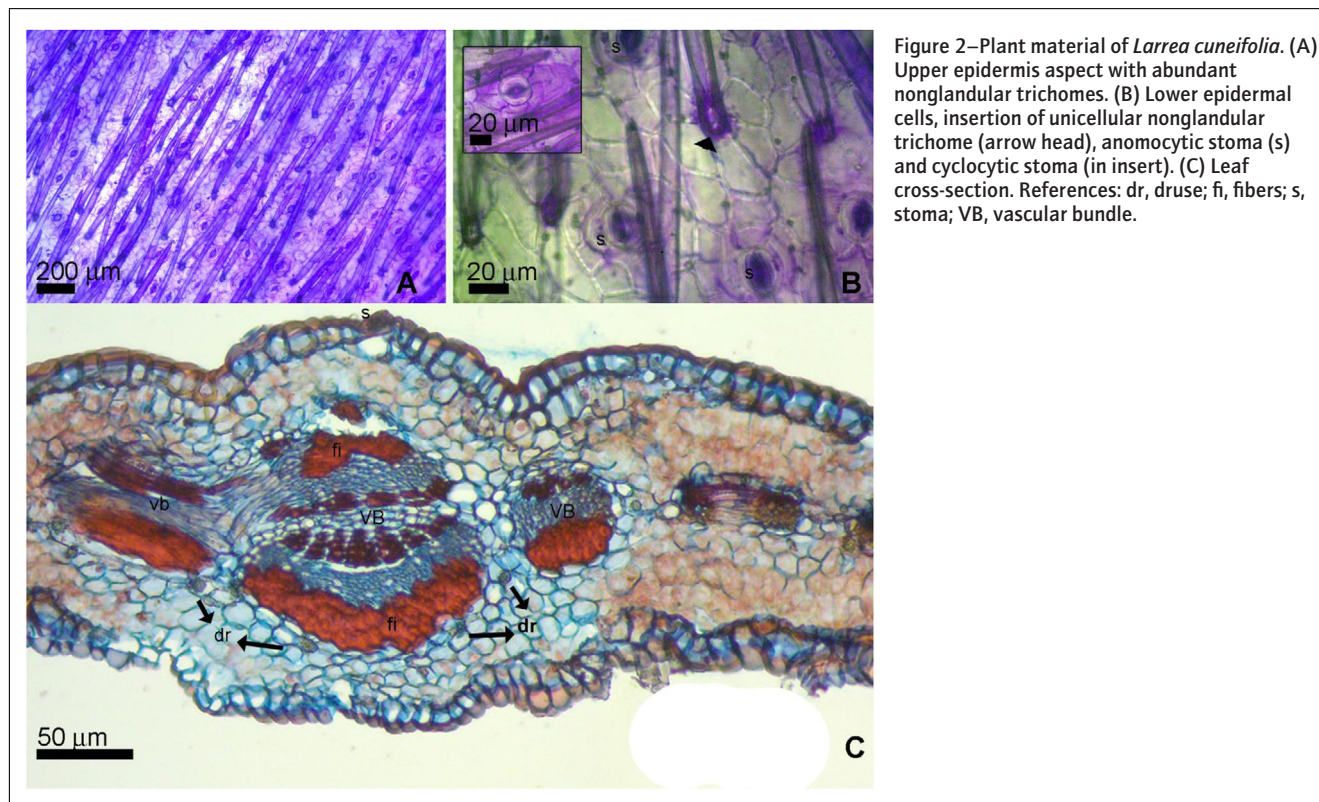 200 μm
A
20 μm
s
s
s
20 μm
B
s
fi
vb
VB
VB
fi
dr
dr
50 μm
C
Figure 2–Plant material of Larrea cuneifolia. (A)
Upper epidermis aspect with abundant
nonglandular trichomes. (B) Lower epidermal
cells, insertion of unicellular nonglandular
trichome (arrow head), anomocytic stoma (s)
and cyclocytic stoma (in insert). (C) Leaf
cross-section. References: dr, druse; fi, fibers; s,
stoma; VB, vascular bundle.